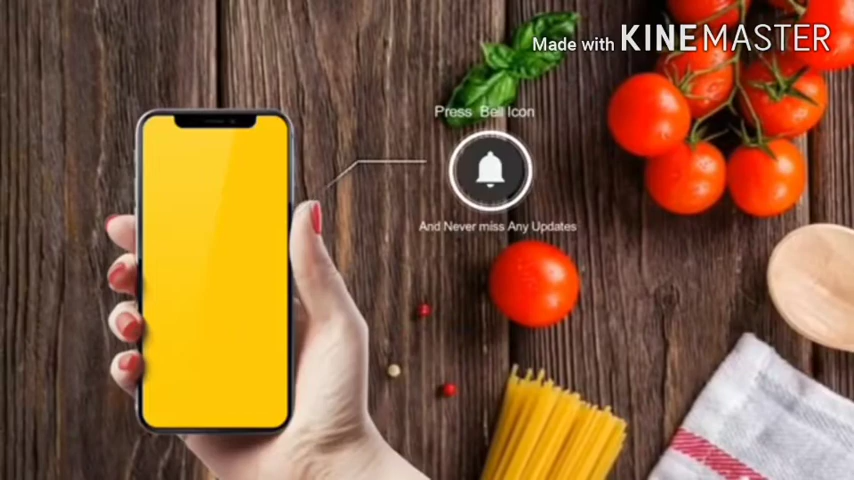 Made with KINEMASTER
Press Bell Icon
And Never miss Any Updates